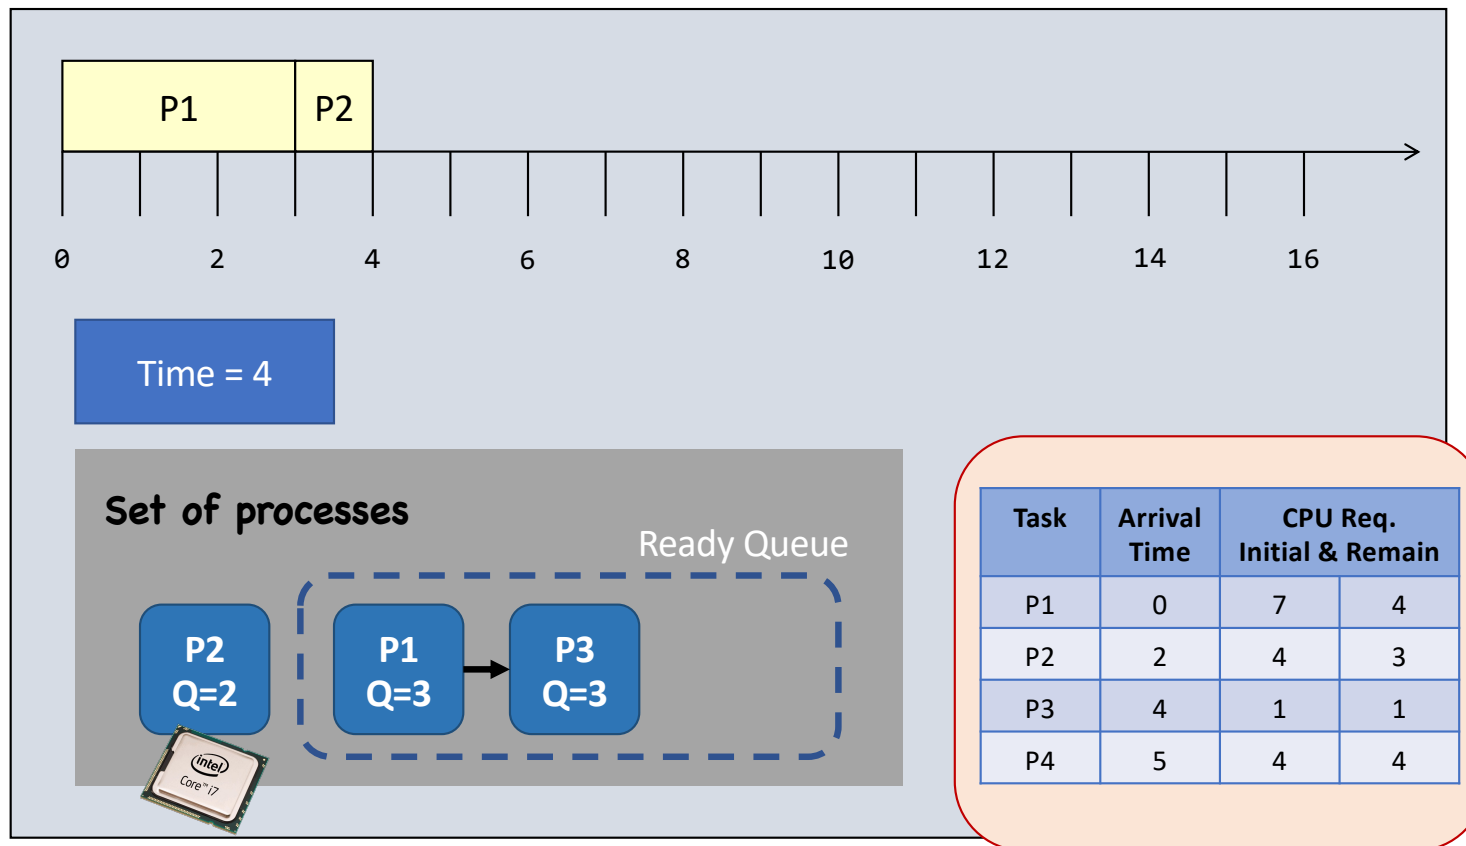 P1 P2
0 2 4 6 8 10 12 14 16
Time = 4
Set of processes
Ready Queue
P2
Q=2
P1
Q=3
P3
Q=3
intel
Core™ i7
Task Arrival Time CPU Req. Initial & Remain
P1 0 7 4
P2 2 4 3
P3 4 1 1
P4 5 4 4